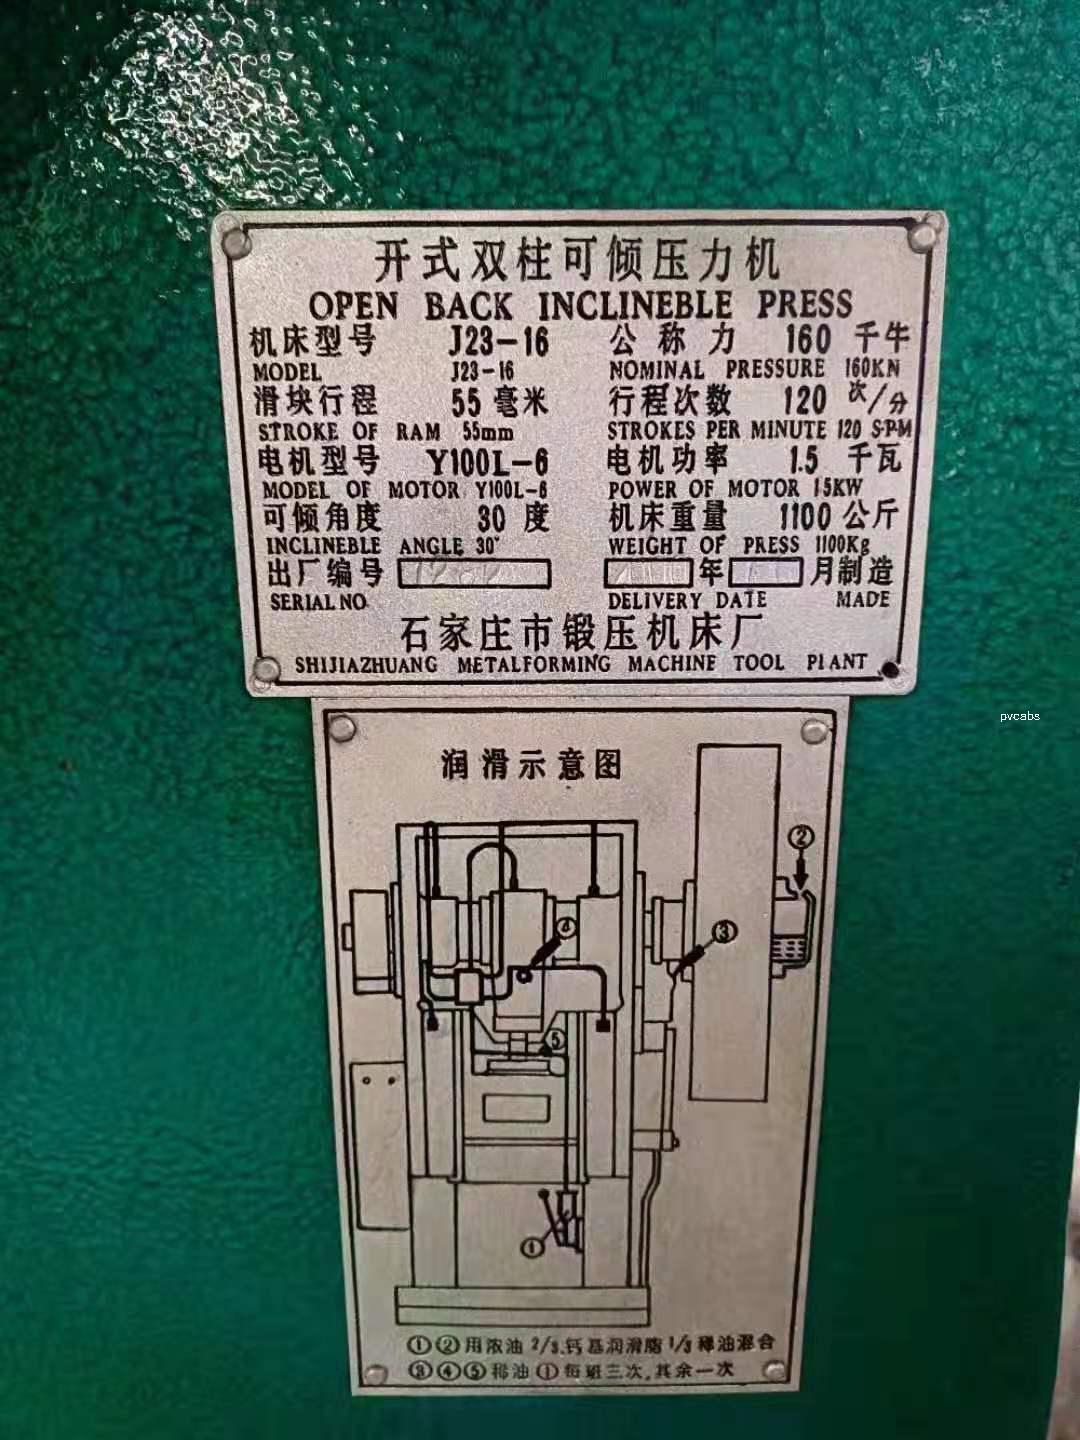 开式双柱可倾压力机
OPEN BACK INCLINEBLE PRESS
机床型号 J23-16 公称力 160 千牛
MODEL J23-16 NOMINAL PRESSURE 160KN
滑块行程 55 毫米 行程次数 120 次/分
STROKE OF RAM 55mm STROKES PER MINUTE 120 S·P·M
电机型号 Y100L-6 电机功率 1.5 千瓦
MODEL OF MOTOR Y100L-6 POWER OF MOTOR 1.5KW
可倾角度 30 度 机床重量 1100 公斤
INCLINEBLE ANGLE 30° WEIGHT OF PRESS 1100Kg
出厂编号 年 月制造
SERIAL NO. DELIVERY DATE MADE
石家庄市锻压机床厂
SHIJIAZHUANG METALFORMING MACHINE TOOL PLANT
pvcabs
润滑示意图
②
④ ③
⑤
①
①②用浓油 2/3.钙基润滑脂 1/3 稀油混合
③④⑤稀油①每班三次,其余一次